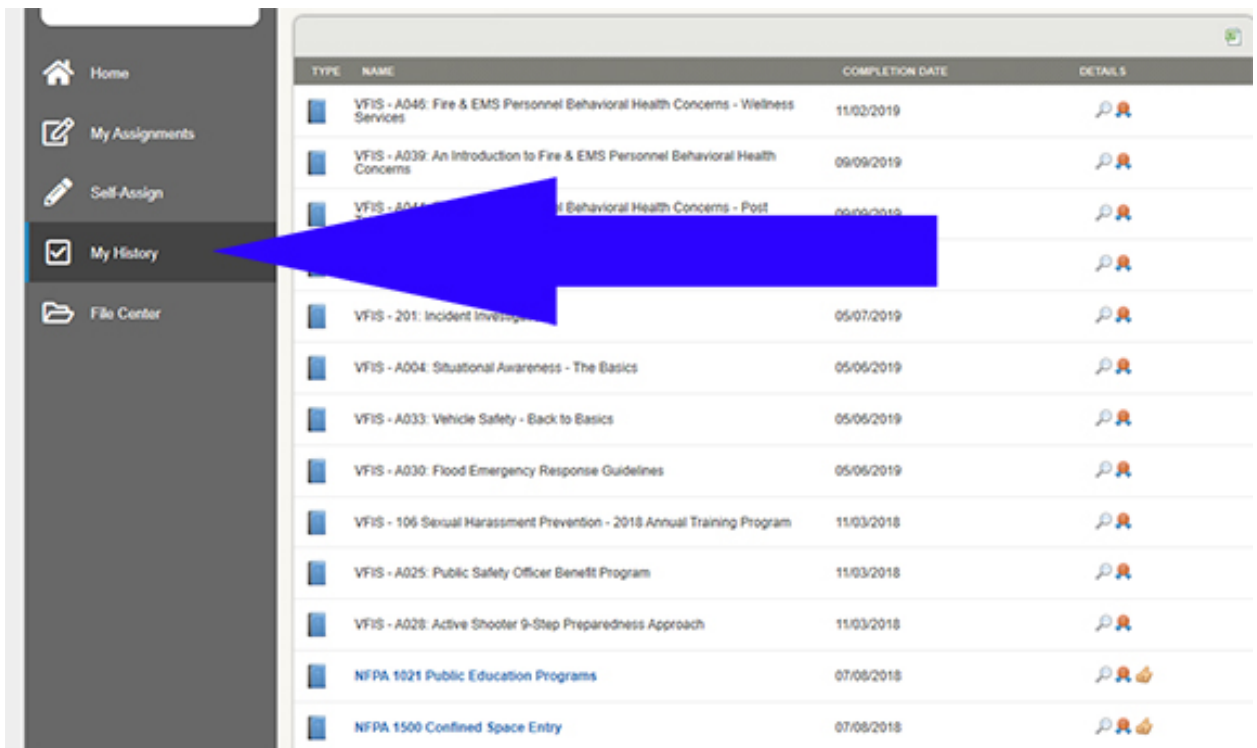 Home
My Assignments
Self-Assign
My History
File Center
TYPE NAME COMPLETION DATE DETAILS
VFIS - A046: Fire & EMS Personnel Behavioral Health Concerns - Wellness
Services 11/02/2019
VFIS - A039: An Introduction to Fire & EMS Personnel Behavioral Health
Concerns 09/09/2019
VFIS - Behavioral Health Concerns - Post
09/09/2019
VFIS - 201: Incident 05/07/2019
VFIS - A004: Situational Awareness - The Basics 05/06/2019
VFIS - A033: Vehicle Safety - Back to Basics 05/06/2019
VFIS - A030: Flood Emergency Response Guidelines 05/06/2019
VFIS - 106 Sexual Harassment Prevention - 2018 Annual Training Program 11/03/2018
VFIS - A025: Public Safety Officer Benefit Program 11/03/2018
VFIS - A028: Active Shooter 9-Step Preparedness Approach 11/03/2018
NFPA 1021 Public Education Programs 07/08/2018
NFPA 1500 Confined Space Entry 07/08/2018